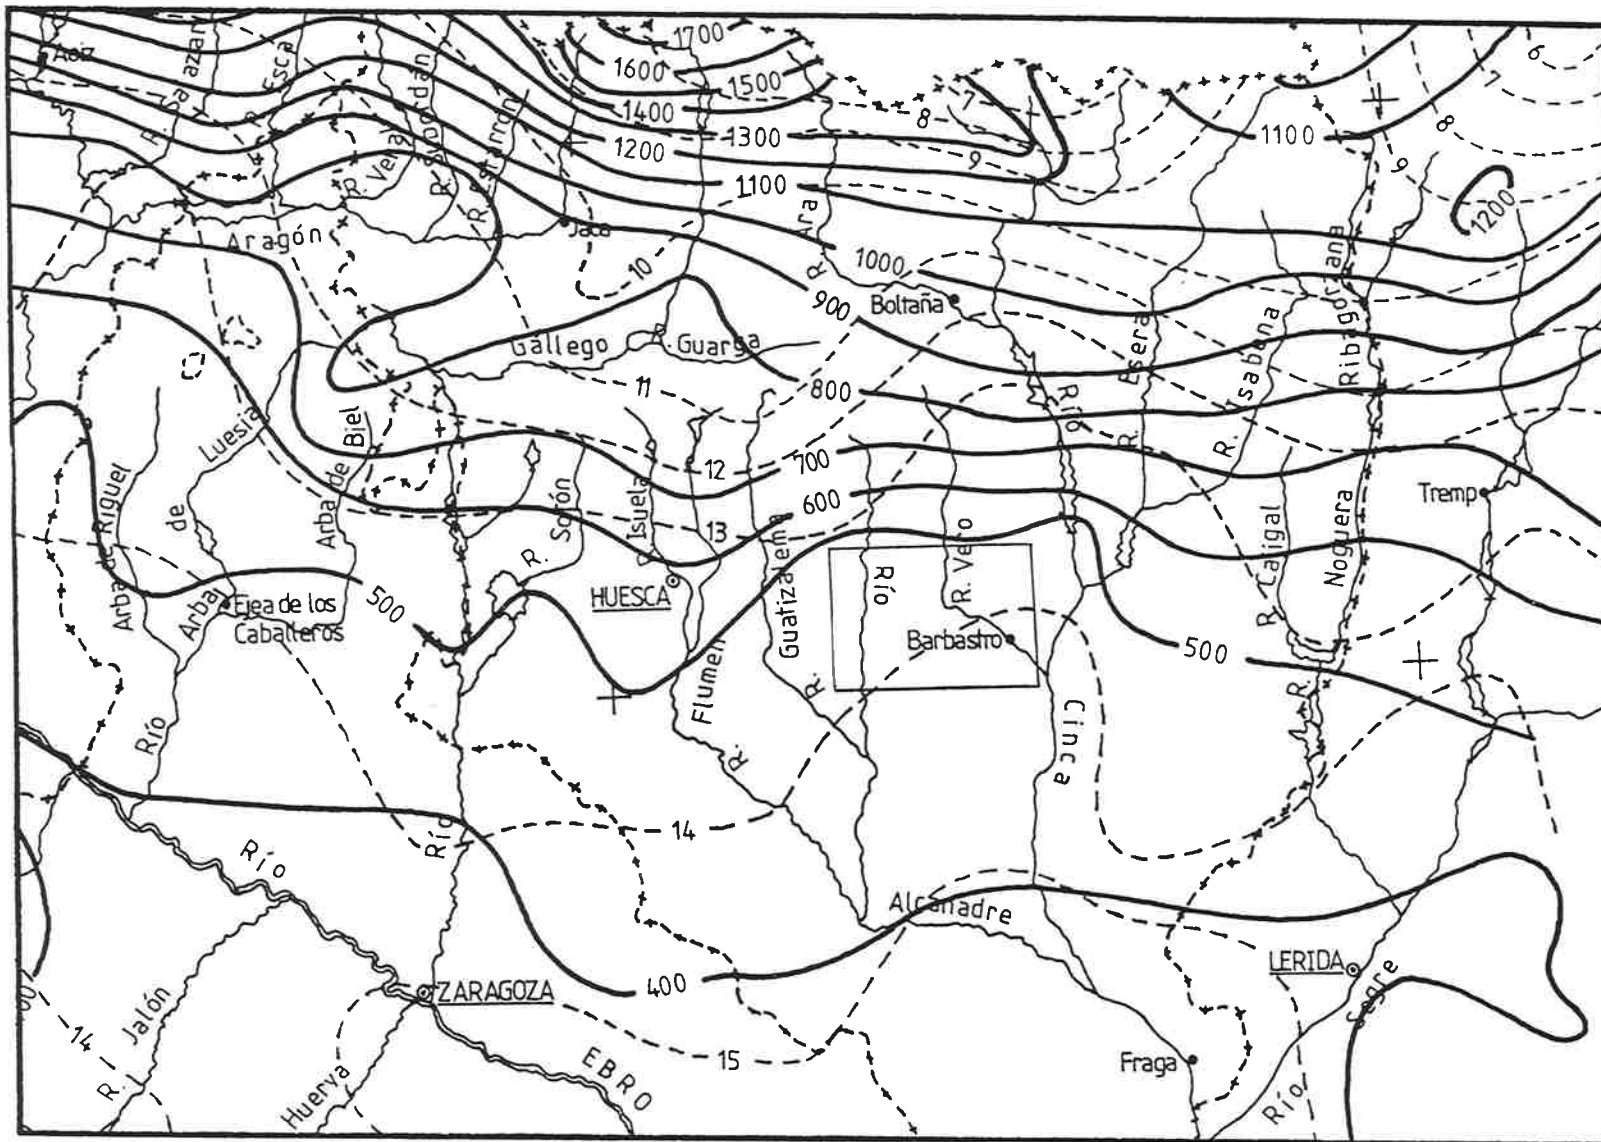 1700
1600
1500
1400
1300
1200
1100
1100
1200
Aoiz
R. Salazar
R. Esca
R. Veral
R. Subordán
R. Estarrón
Aragón
Jaca
7
8
9
6
7
8
9
10
R. Ara
1000
900
Boltaña
Gállego
R. Guarga
11
800
Río
R. Esera
R. Isabena
Ribagorzana
Noguera
R.
Luesia
de
Arba
Arba de Biel
Arba de Riguel
12
700
600
13
R. Sotón
R. Isuela
Guatizalema
R.
Río
R. Vero
R. Cajigal
Tremp
500
Ejea de los
Caballeros
HUESCA
Barbastro
500
Flumen
R.
Cinca
Río
Río
14
Río
Alcanadre
400
ZARAGOZA
LERIDA
Segre
Río
Jalón
R.
14
Huerva
EBRO
15
Fraga